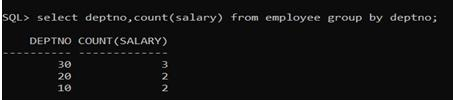 SQL> select deptno,count(salary) from employee group by deptno;
DEPTNO COUNT(SALARY)
---------- -------------
30 3
20 2
10 2